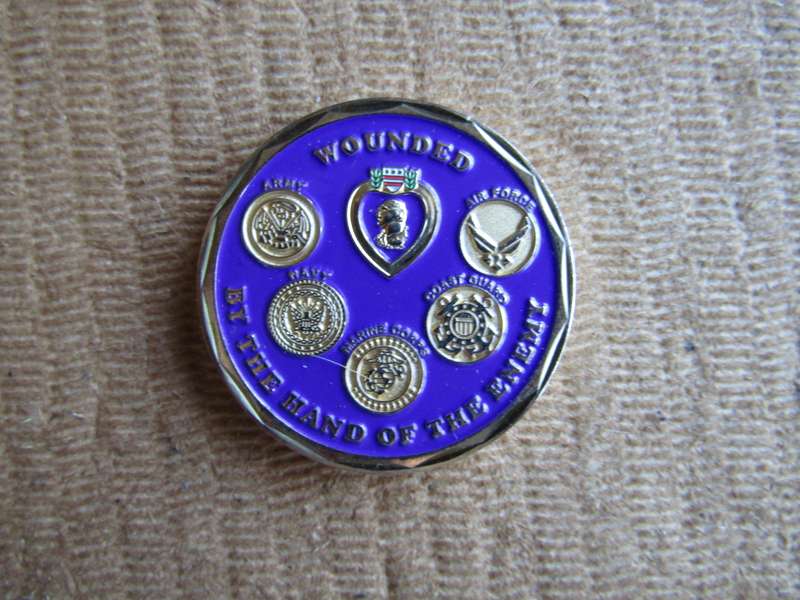 WOUNDED
ARMY
AIR FORCE
NAVY
COAST GUARD
MARINE CORPS
BY THE HAND OF THE ENEMY